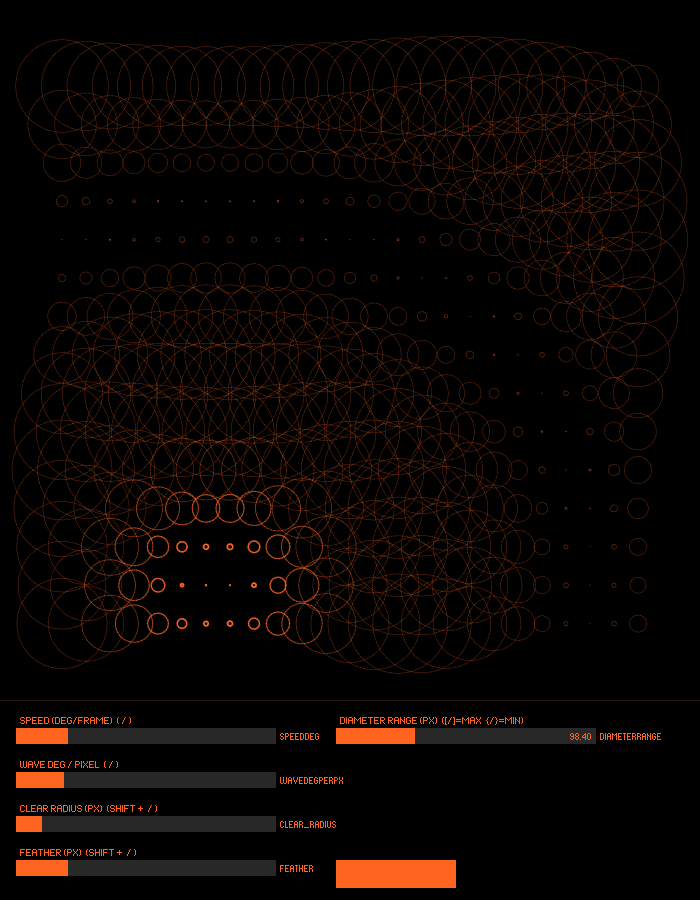 SPEED (DEG/FRAME) ( / )
SPEEDDEG
DIAMETER RANGE (PX) ([/]=MAX {/}=MIN)
98.40
DIAMETERRANGE
WAVE DEG / PIXEL ( / )
WAVEDEGPERPX
CLEAR RADIUS (PX) (SHIFT + / )
CLEAR_RADIUS
FEATHER (PX) (SHIFT + / )
FEATHER